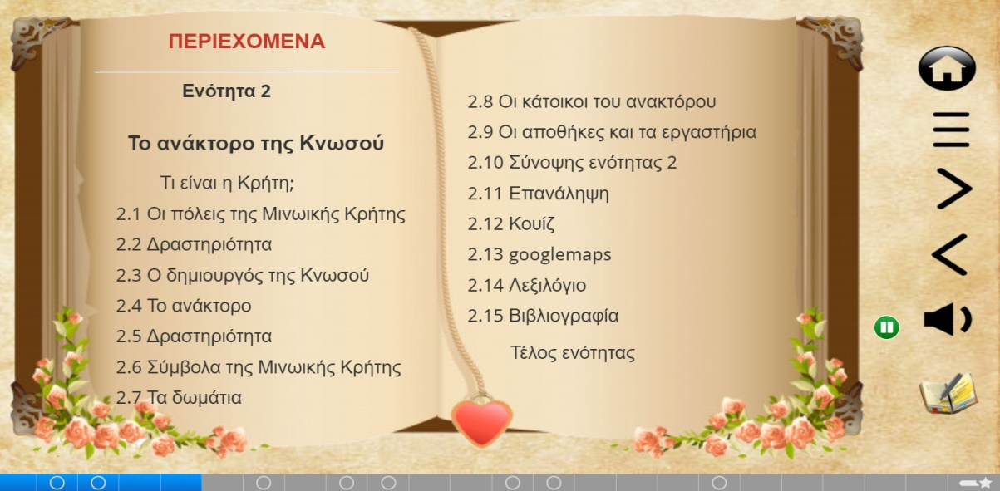 ΠΕΡΙΕΧΟΜΕΝΑ
Ενότητα 2
Το ανάκτορο της Κνωσού
Τι είναι η Κρήτη;
2.1 Οι πόλεις της Μινωικής Κρήτης
2.2 Δραστηριότητα
2.3 Ο δημιουργός της Κνωσού
2.4 Το ανάκτορο
2.5 Δραστηριότητα
2.6 Σύμβολα της Μινωικής Κρήτης
2.7 Τα δωμάτια
2.8 Οι κάτοικοι του ανακτόρου
2.9 Οι αποθήκες και τα εργαστήρια
2.10 Σύνοψης ενότητας 2
2.11 Επανάληψη
2.12 Κουίζ
2.13 googlemaps
2.14 Λεξιλόγιο
2.15 Βιβλιογραφία
Τέλος ενότητας